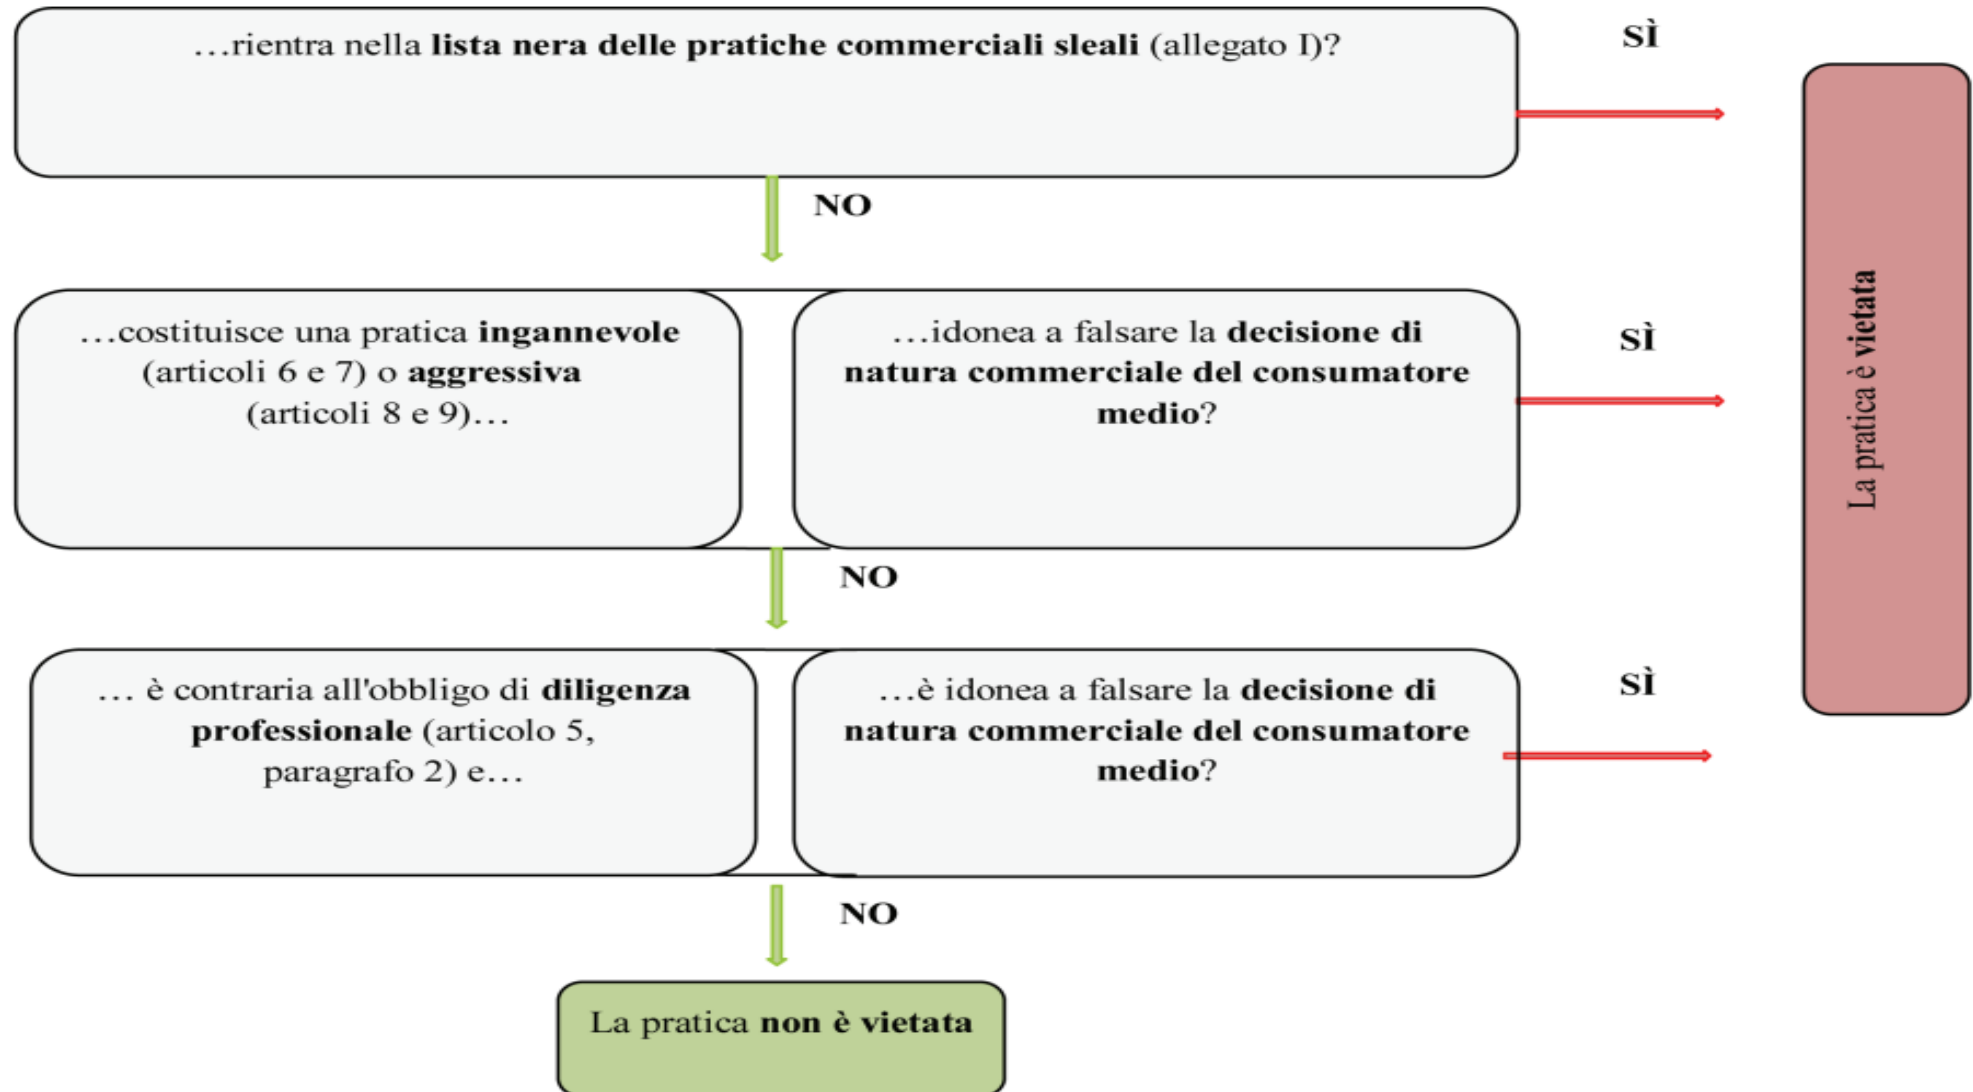 …rientra nella lista nera delle pratiche commerciali sleali (allegato I)?
SÌ
NO
…costituisce una pratica ingannevole
(articoli 6 e 7) o aggressiva
(articoli 8 e 9)…
…idonea a falsare la decisione di
natura commerciale del consumatore
medio?
SÌ
La pratica è vietata
NO
… è contraria all'obbligo di diligenza
professionale (articolo 5,
paragrafo 2) e…
…è idonea a falsare la decisione di
natura commerciale del consumatore
medio?
SÌ
NO
La pratica non è vietata